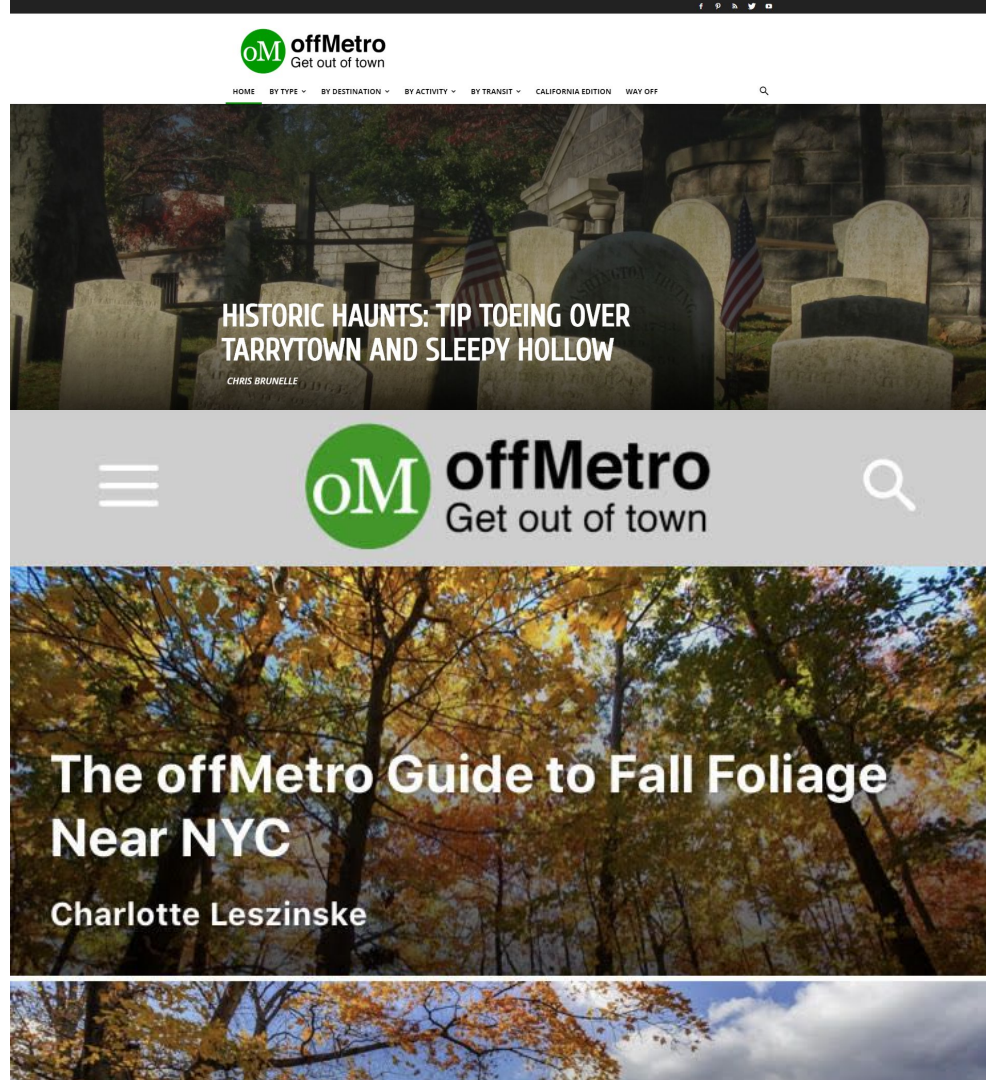 oM offMetro
Get out of town
HOME BY TYPE BY DESTINATION BY ACTIVITY BY TRANSIT CALIFORNIA EDITION WAY OFF
HISTORIC HAUNTS: TIP TOEING OVER
TARRYTOWN AND SLEEPY HOLLOW
CHRIS BRUNELLE
oM offMetro
Get out of town
The offMetro Guide to Fall Foliage
Near NYC
Charlotte Leszinske